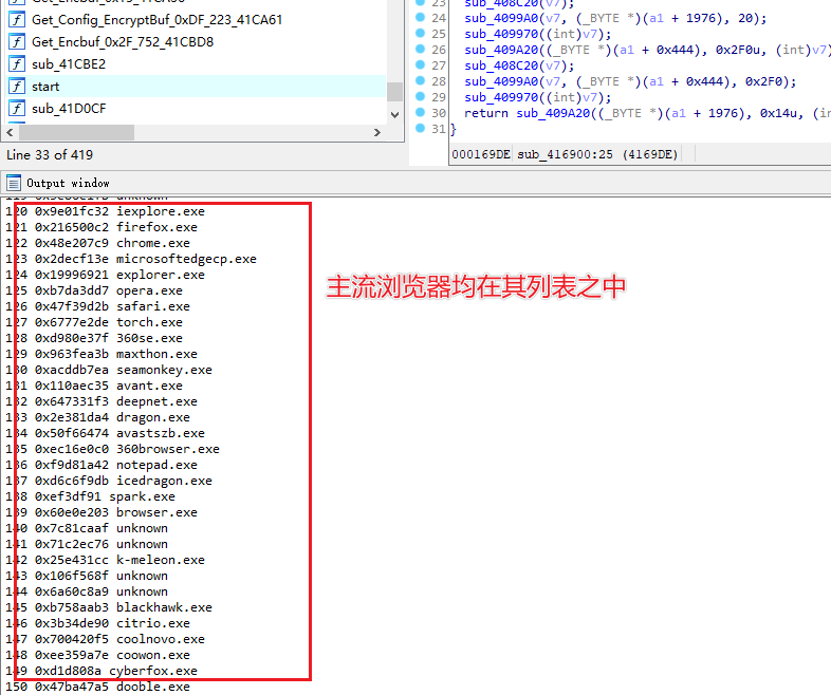 Get_Config_EncryptBuf_0xDF_223_41CA61
Get_Encbuf_0x2F_752_41CBD8
sub_41CBE2
start
sub_41D0CF
Line 33 of 419
23 sub_408C20(v7);
24 sub_4099A0(v7, (_BYTE *)(a1 + 1976), 20);
25 sub_409970((int)v7);
26 sub_409A20((_BYTE *)(a1 + 0x444), 0x2F0u, (int)v7)
27 sub_408C20(v7);
28 sub_4099A0(v7, (_BYTE *)(a1 + 0x444), 0x2F0);
29 sub_409970((int)v7);
30 return sub_409A20((_BYTE *)(a1 + 1976), 0x14u, (in
31 }
000169DE sub_416900:25 (4169DE)
Output window
120 0x9e01fc32 iexplore.exe
121 0x216500c2 firefox.exe
122 0x48e207c9 chrome.exe
123 0x2decf13e microsoftedgecp.exe
124 0x19996921 explorer.exe
125 0xb7da3dd7 opera.exe
126 0x47f39d2b safari.exe
127 0x6777e2de torch.exe
128 0xd980e37f 360se.exe
129 0x963fea3b maxthon.exe
130 0xacddb7ea seamonkey.exe
131 0x110aec35 avant.exe
132 0x647331f3 deepnet.exe
133 0x2e381da4 dragon.exe
134 0x50f66474 avastszb.exe
135 0xec16e0c0 360browser.exe
136 0xf9d81a42 notepad.exe
137 0xd6c6f9db icedragon.exe
138 0xef3df91 spark.exe
139 0x60e0e203 browser.exe
140 0x7c81caaf unknown
141 0x71c2ec76 unknown
142 0x25e431cc k-meleon.exe
143 0x106f568f unknown
144 0x6a60c8a9 unknown
145 0xb758aab3 blackhawk.exe
146 0x3b34de90 citrio.exe
147 0x700420f5 coolnovo.exe
148 0xee359a7e coowon.exe
149 0xd1d808a cyberfox.exe
150 0x47ba47a5 dooble.exe
主流浏览器均在其列表之中